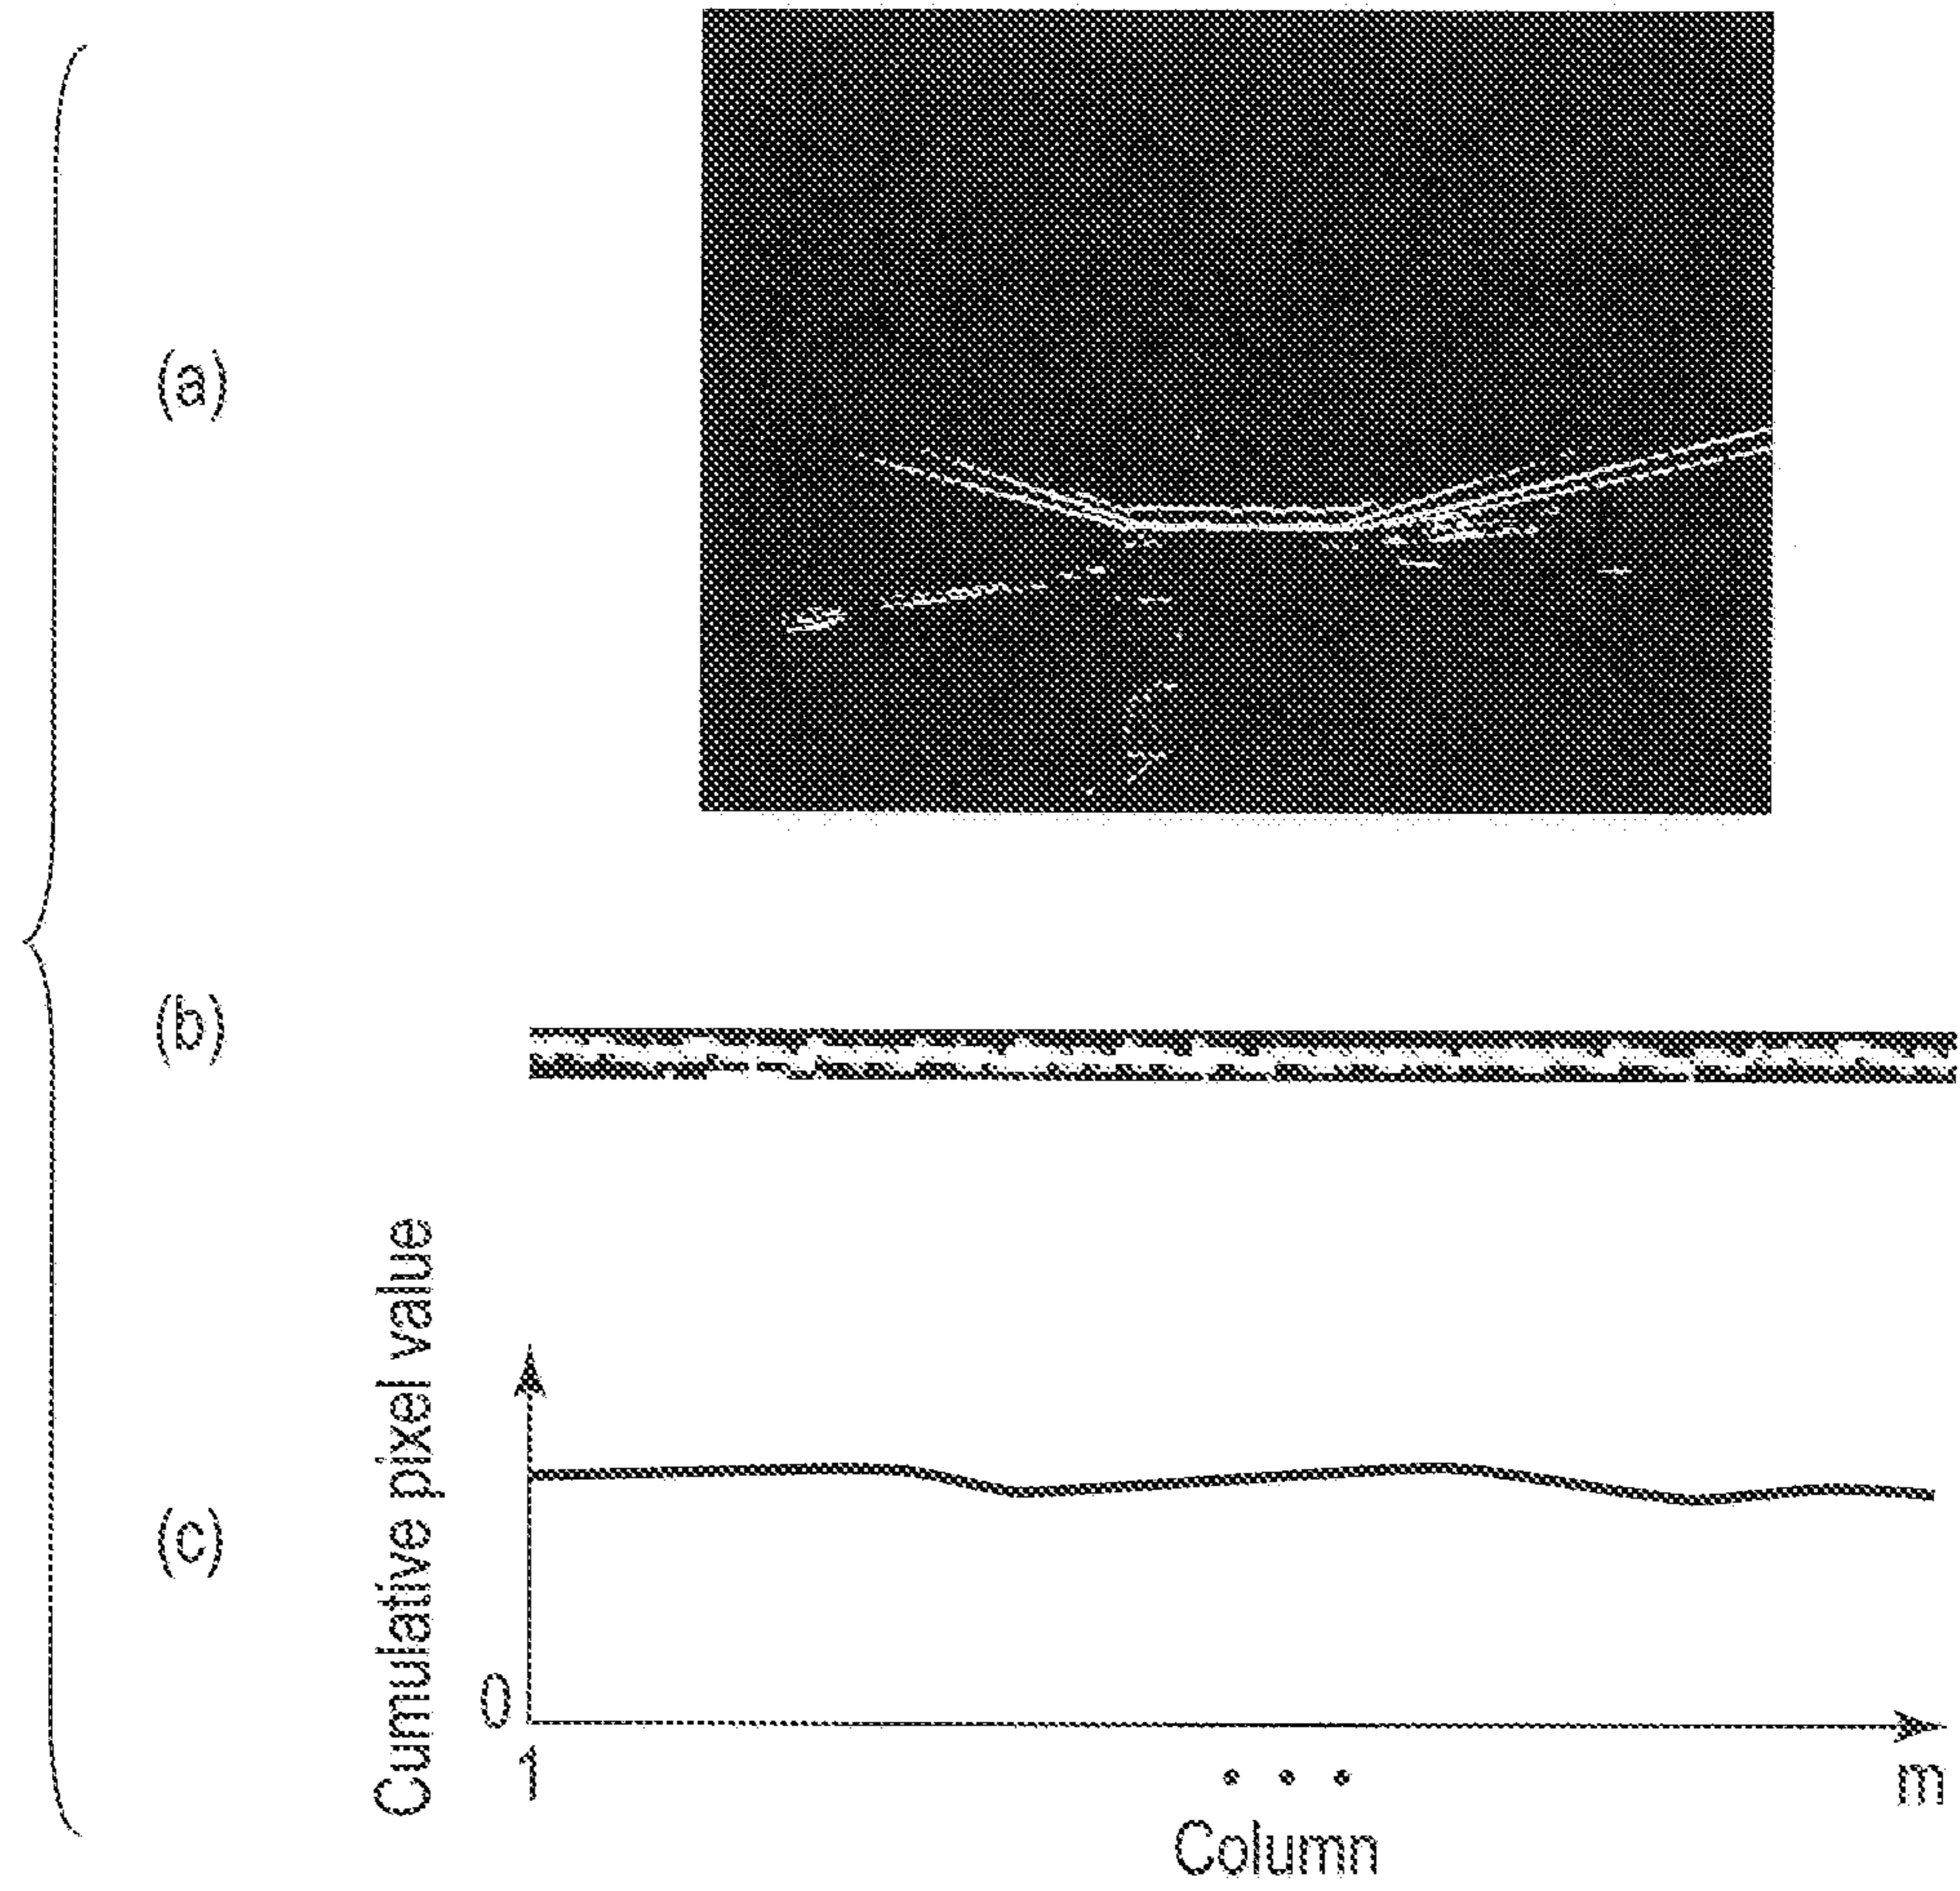 (a)
(b)
(c)
Cumulative pixel value
0
1
• • •
m
Column